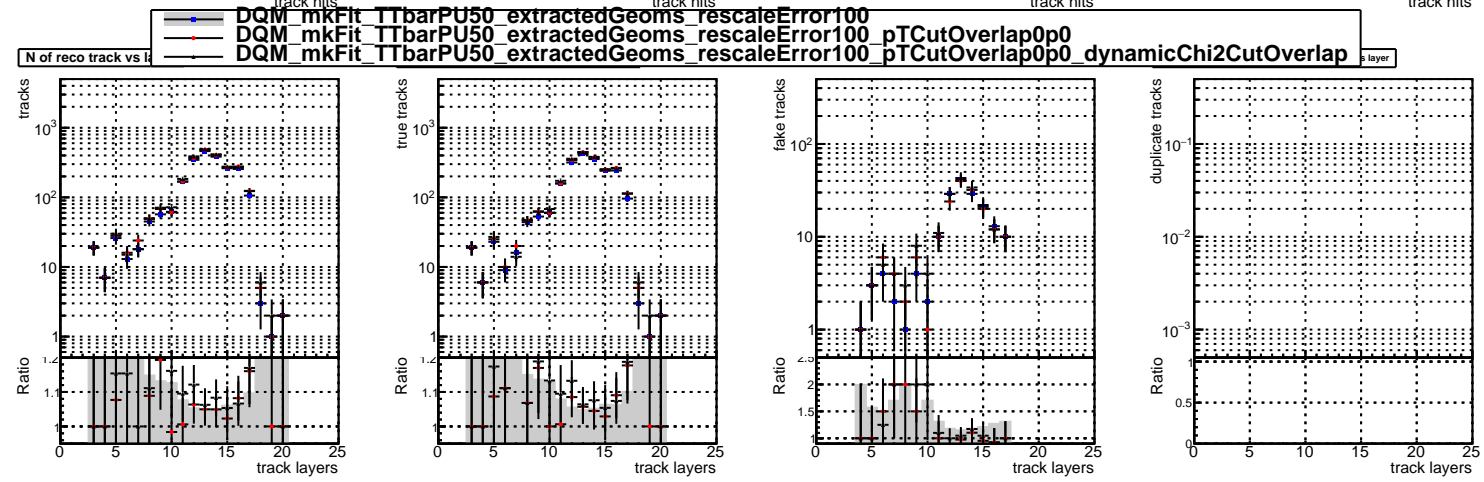 track hits track hits track hits track hits
DQM_mkFit_TTbarPU50_extractedGeoms_rescaleError100
DQM_mkFit_TTbarPU50_extractedGeoms_rescaleError100_pTCutOverlap0p0
DQM_mkFit_TTbarPU50_extractedGeoms_rescaleError100_pTCutOverlap0p0_dynamicChi2CutOverlap
N of reco track vs
layer
tracks
10³
10²
10
1
Ratio
1.2
1.1
1
0 5 10 15 20 25
track layers
true tracks
10³
10²
10
1
Ratio
1.2
1.1
1
0 5 10 15 20 25
track layers
fake tracks
10²
10
1
Ratio
2.5
2
1.5
1
0 5 10 15 20 25
track layers
duplicate tracks
10⁻¹
10⁻²
10⁻³
Ratio
1
0.5
0
0 5 10 15 20 25
track layers